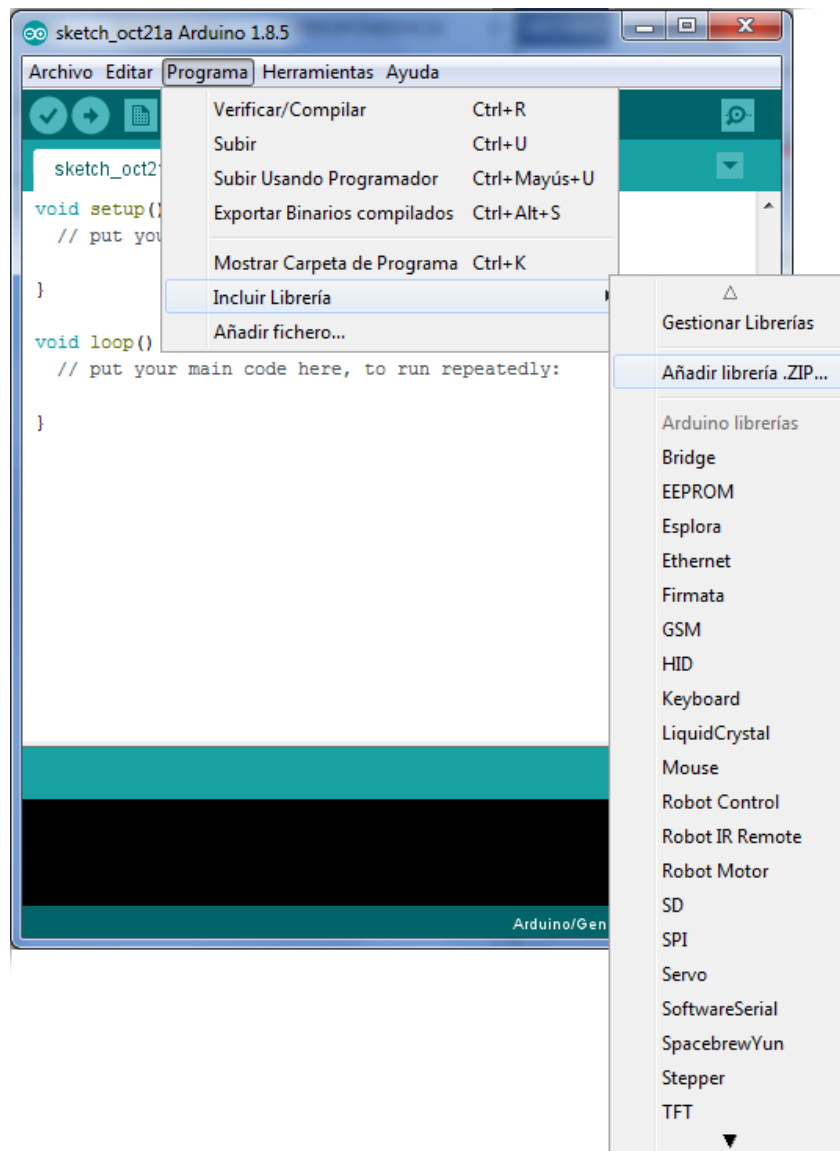 sketch_oct21a Arduino 1.8.5
Archivo Editar Programa Herramientas Ayuda
Verificar/Compilar Ctrl+R
Subir Ctrl+U
Subir Usando Programador Ctrl+Mayús+U
Exportar Binarios compilados Ctrl+Alt+S
Mostrar Carpeta de Programa Ctrl+K
Incluir Librería
Añadir fichero...
sketch_oct21
void setup()
// put you
}
void loop()
// put your main code here, to run repeatedly:
}
Arduino/Gen
Gestionar Librerías
Añadir librería .ZIP...
Arduino librerías
Bridge
EEPROM
Esplora
Ethernet
Firmata
GSM
HID
Keyboard
LiquidCrystal
Mouse
Robot Control
Robot IR Remote
Robot Motor
SD
SPI
Servo
SoftwareSerial
SpacebrewYun
Stepper
TFT